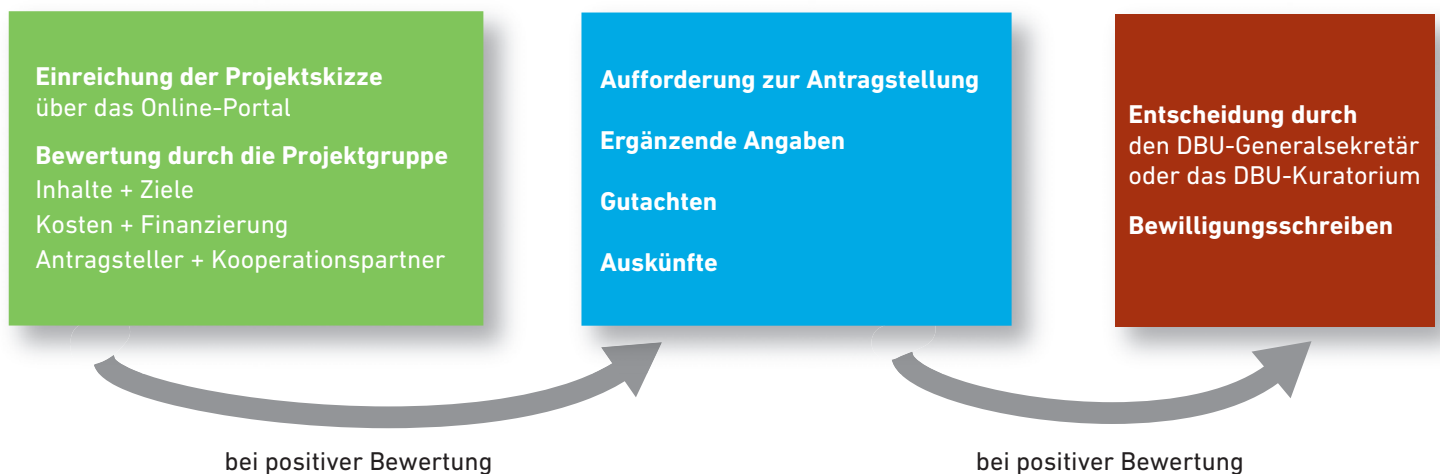 Einreichung der Projektskizze
über das Online-Portal
Bewertung durch die Projektgruppe
Inhalte + Ziele
Kosten + Finanzierung
Antragsteller + Kooperationspartner
Aufforderung zur Antragstellung
Ergänzende Angaben
Gutachten
Auskünfte
Entscheidung durch
den DBU-Generalsekretär
oder das DBU-Kuratorium
Bewilligungsschreiben
bei positiver Bewertung
bei positiver Bewertung